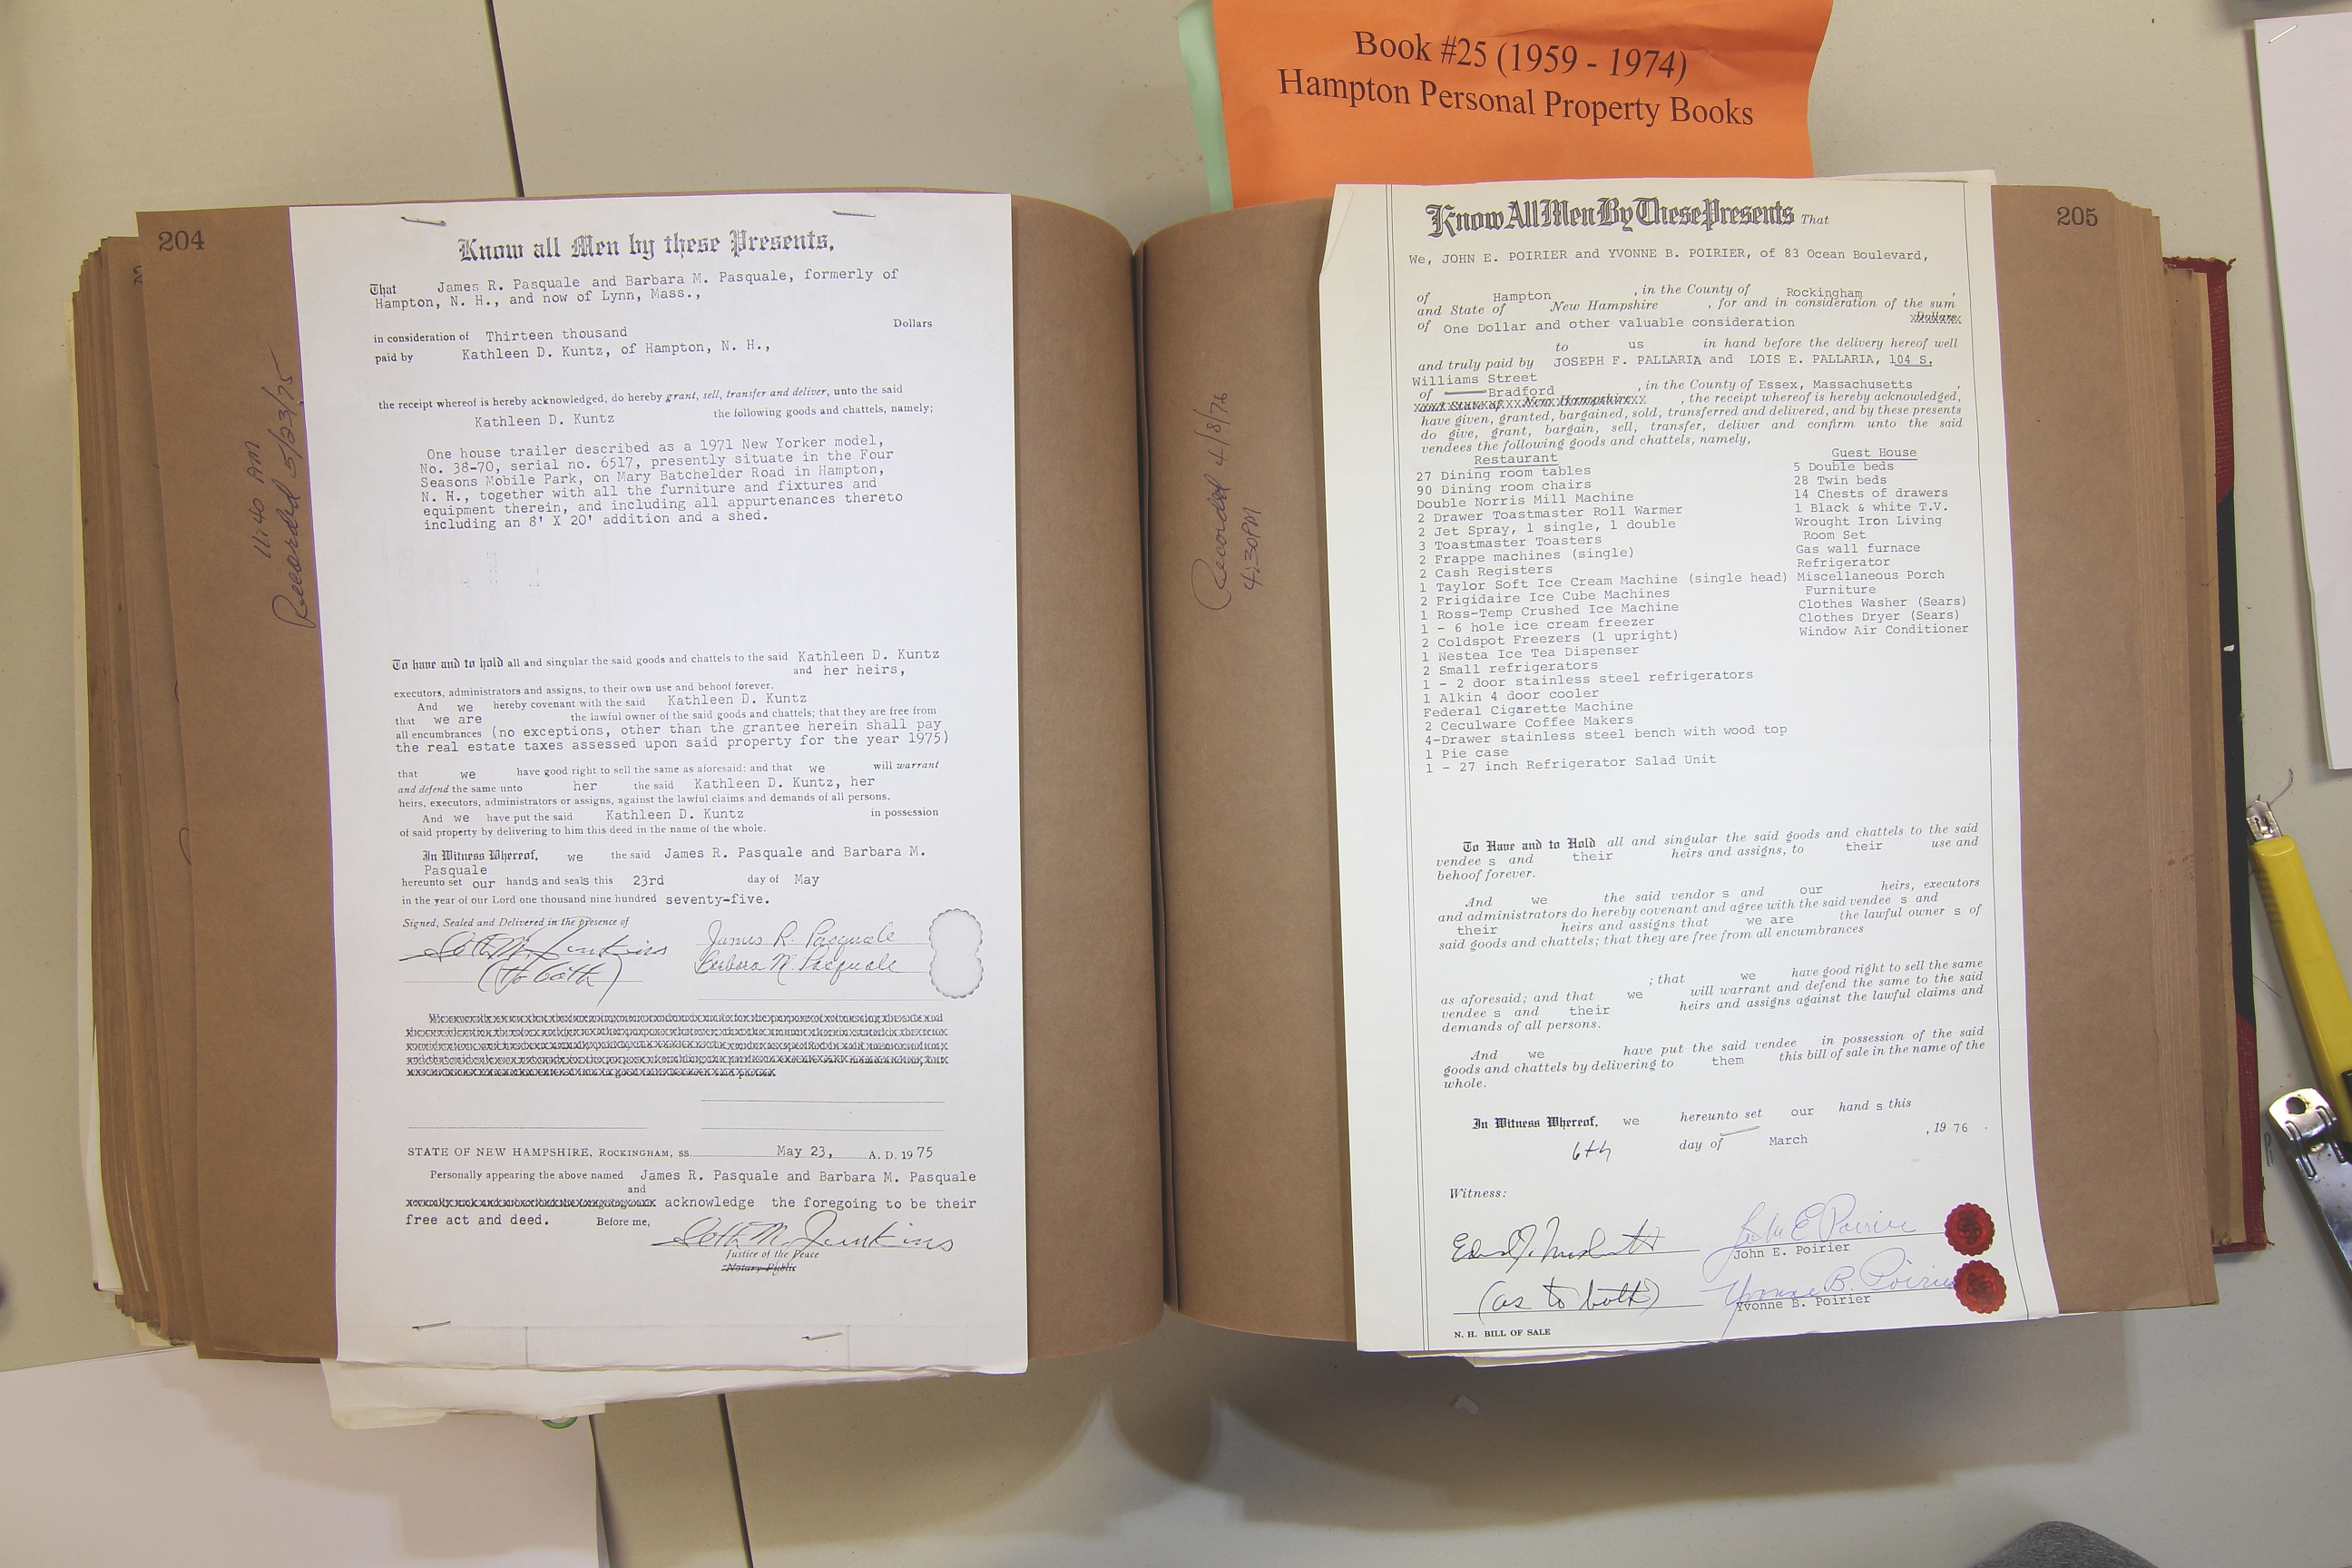 Book #25 (1959 - 1974)
Hampton Personal Property Books
204
11:40 AM
Recorded 5/23/75
Know all Men by these Presents,
That James R. Pasquale and Barbara M. Pasquale, formerly of
Hampton, N. H., and now of Lynn, Mass.,
in consideration of Thirteen thousand Dollars
paid by Kathleen D. Kuntz, of Hampton, N. H.,
the receipt whereof is hereby acknowledged, do hereby grant, sell, transfer and deliver, unto the said
Kathleen D. Kuntz the following goods and chattels, namely;
One house trailer described as a 1971 New Yorker model,
No. 38-70, serial no. 6517, presently situate in the Four
Seasons Mobile Park, on Mary Batchelder Road in Hampton,
N. H., together with all the furniture and fixtures and
equipment therein, and including all appurtenances thereto
including an 8' X 20' addition and a shed.
To have and to hold all and singular the said goods and chattels to the said Kathleen D. Kuntz
and her heirs,
executors, administrators and assigns, to their own use and behoof forever.
And we hereby covenant with the said Kathleen D. Kuntz
that we are the lawful owner of the said goods and chattels; that they are free from
all encumbrances (no exceptions, other than the grantee herein shall pay
the real estate taxes assessed upon said property for the year 1975)
that we have good right to sell the same as aforesaid; and that we will warrant
and defend the same unto her the said Kathleen D. Kuntz, her
heirs, executors, administrators or assigns, against the lawful claims and demands of all persons.
And we have put the said Kathleen D. Kuntz in possession
of said property by delivering to him this deed in the name of the whole.
In Witness Whereof, we the said James R. Pasquale and Barbara M.
Pasquale
hereunto set our hands and seals this 23rd day of May
in the year of our Lord one thousand nine hundred seventy-five.
Signed, Sealed and Delivered in the presence of
Seth M. Junkins James R. Pasquale
(to both) Barbara M. Pasquale
STATE OF NEW HAMPSHIRE, ROCKINGHAM, SS. May 23, A. D. 1975
Personally appearing the above named James R. Pasquale and Barbara M. Pasquale
and
acknowledge the foregoing to be their
free act and deed. Before me,
Seth M. Junkins
Justice of the Peace
Notary Public
205
Recorded 4/8/76
4:30PM
Know All Men By These Presents That
We, JOHN E. POIRIER and YVONNE B. POIRIER, of 83 Ocean Boulevard,
of Hampton , in the County of Rockingham ,
and State of New Hampshire , for and in consideration of the sum
of One Dollar and other valuable consideration Dollars
to us in hand before the delivery hereof well
and truly paid by JOSEPH F. PALLARIA and LOIS E. PALLARIA, 104 S.
Williams Street
of Bradford , in the County of Essex, Massachusetts ,
and State of New Hampshire , the receipt whereof is hereby acknowledged,
have given, granted, bargained, sold, transferred and delivered, and by these presents
do give, grant, bargain, sell, transfer, deliver and confirm unto the said
vendees the following goods and chattels, namely,
Restaurant
27 Dining room tables
90 Dining room chairs
Double Norris Mill Machine
2 Drawer Toastmaster Roll Warmer
2 Jet Spray, 1 single, 1 double
3 Toastmaster Toasters
2 Frappe machines (single)
2 Cash Registers
1 Taylor Soft Ice Cream Machine (single head)
2 Frigidaire Ice Cube Machines
1 Ross-Temp Crushed Ice Machine
1 - 6 hole ice cream freezer
2 Coldspot Freezers (1 upright)
1 Nestea Ice Tea Dispenser
2 Small refrigerators
1 - 2 door stainless steel refrigerators
1 Alkin 4 door cooler
Federal Cigarette Machine
2 Ceculware Coffee Makers
4-Drawer stainless steel bench with wood top
1 Pie case
1 - 27 inch Refrigerator Salad Unit
Guest House
5 Double beds
28 Twin beds
14 Chests of drawers
1 Black & white T.V.
Wrought Iron Living
Room Set
Gas wall furnace
Refrigerator
Miscellaneous Porch
Furniture
Clothes Washer (Sears)
Clothes Dryer (Sears)
Window Air Conditioner
To Have and to Hold all and singular the said goods and chattels to the said
vendee s and their heirs and assigns, to their use and
behoof forever.
And we the said vendor s and our heirs, executors
and administrators do hereby covenant and agree with the said vendee s and
their heirs and assigns that we are the lawful owner s of
said goods and chattels; that they are free from all encumbrances
; that we have good right to sell the same
as aforesaid; and that we will warrant and defend the same to the said
vendee s and their heirs and assigns against the lawful claims and
demands of all persons.
And we have put the said vendee in possession of the said
goods and chattels by delivering to them this bill of sale in the name of the
whole.
In Witness Whereof, we hereunto set our hand s this
6th day of March , 19 76 .
Witness:
John E. Poirier
John E. Poirier
(as to both) Yvonne B. Poirier
Yvonne B. Poirier
N. H. BILL OF SALE